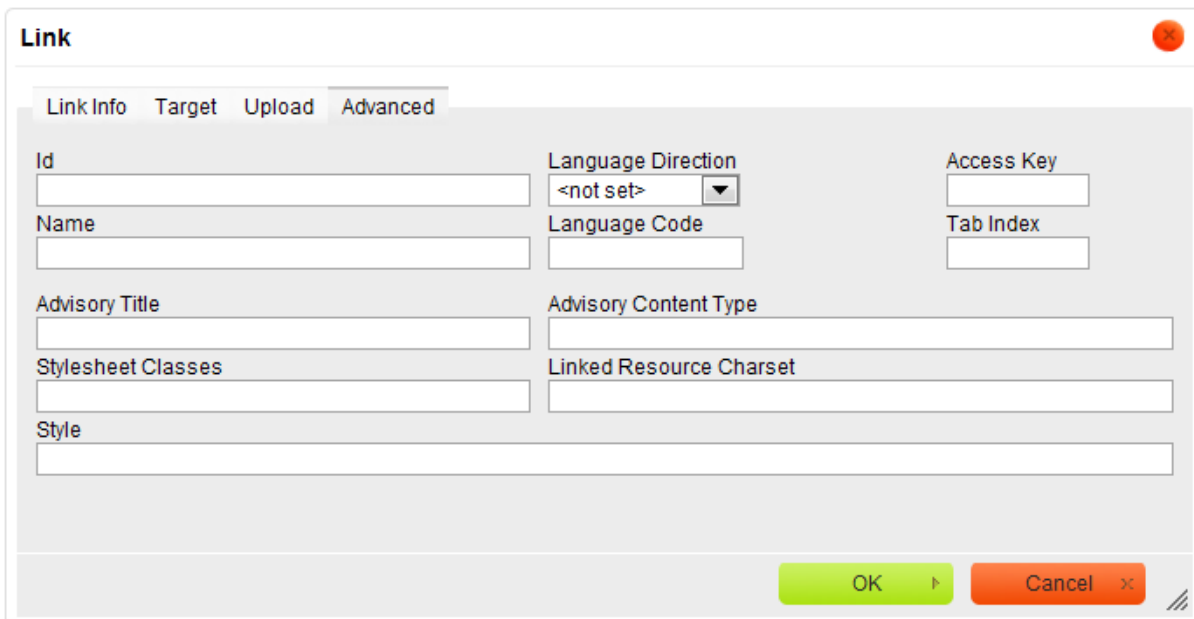 Link
Link Info Target Upload Advanced
Id Language Direction Access Key
<not set>
Name Language Code Tab Index
Advisory Title Advisory Content Type
Stylesheet Classes Linked Resource Charset
Style
OK Cancel